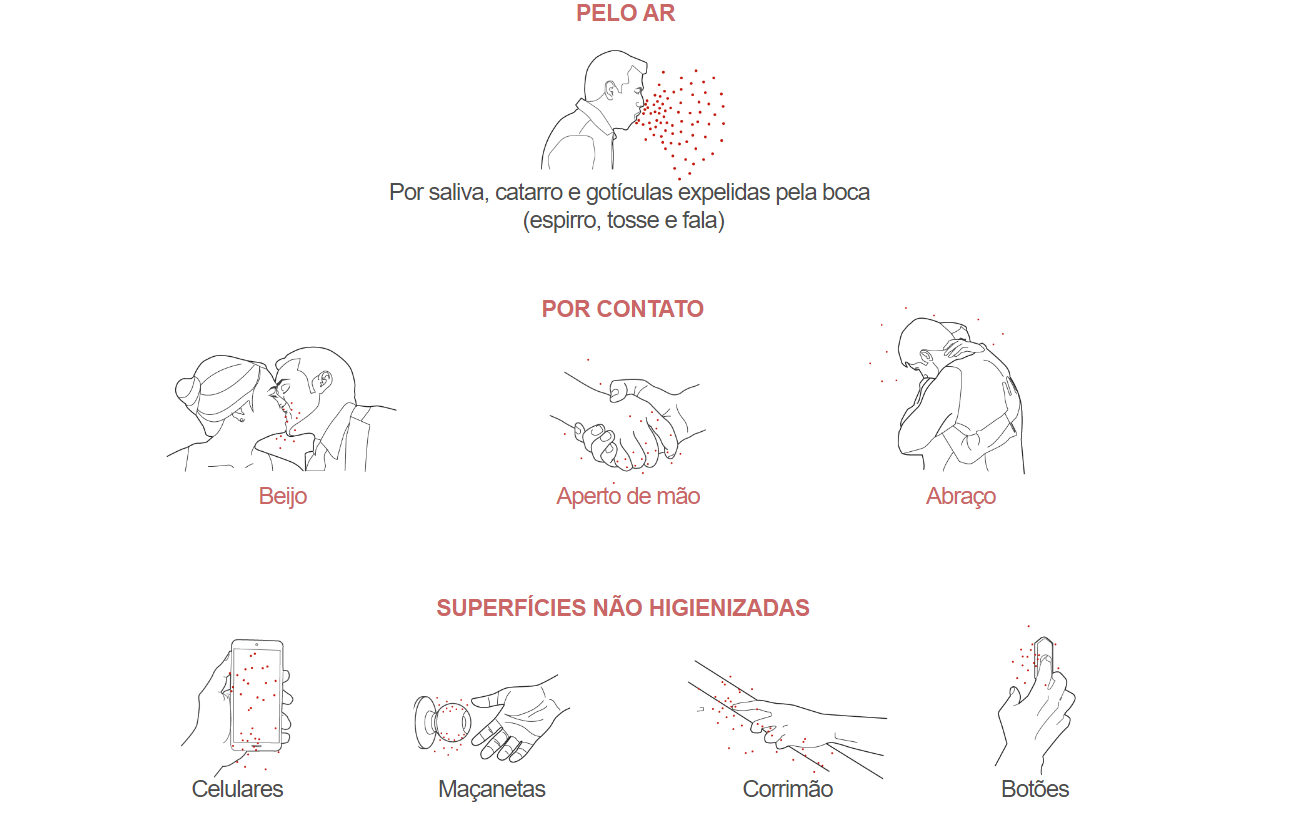 PELO AR
Por saliva, catarro e gotículas expelidas pela boca
(espirro, tosse e fala)
POR CONTATO
Beijo
Aperto de mão
Abraço
SUPERFÍCIES NÃO HIGIENIZADAS
Celulares
Maçanetas
Corrimão
Botões